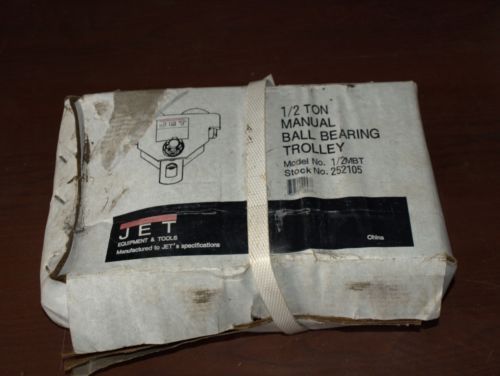 1/2 TON
MANUAL
BALL BEARING
TROLLEY
Model No. 1/2MBT
Stock No. 252105
JET
EQUIPMENT & TOOLS
Manufactured to JET's specifications
China